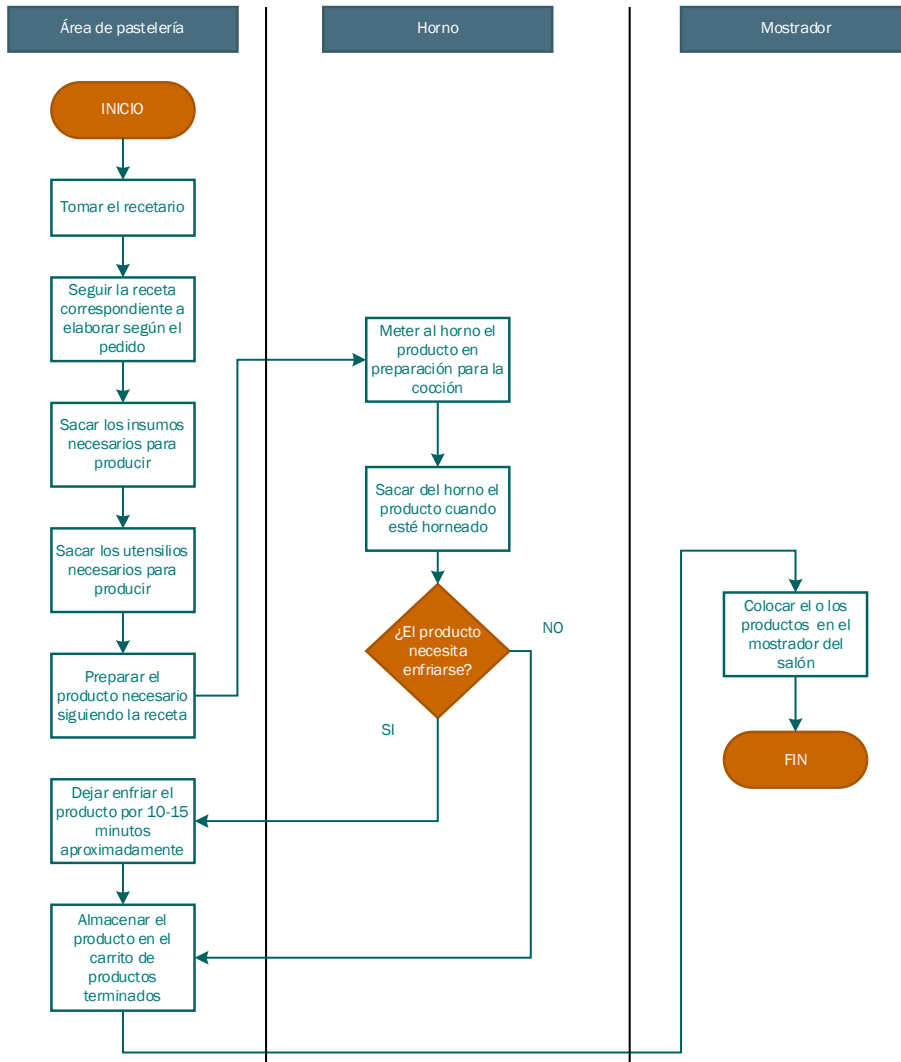 Área de pastelería
Horno
Mostrador
INICIO
Tomar el recetario
Seguir la receta
correspondiente a
elaborar según el
pedido
Sacar los insumos
necesarios para
producir
Sacar los utensilios
necesarios para
producir
Preparar el
producto necesario
siguiendo la receta
Meter al horno el
producto en
preparación para la
cocción
Sacar del horno el
producto cuando
esté horneado
¿El producto
necesita
enfriarse?
NO
SI
Dejar enfriar el
producto por 10-15
minutos
aproximadamente
Almacenar el
producto en el
carrito de
productos
terminados
Colocar el o los
productos en el
mostrador del
salón
FIN